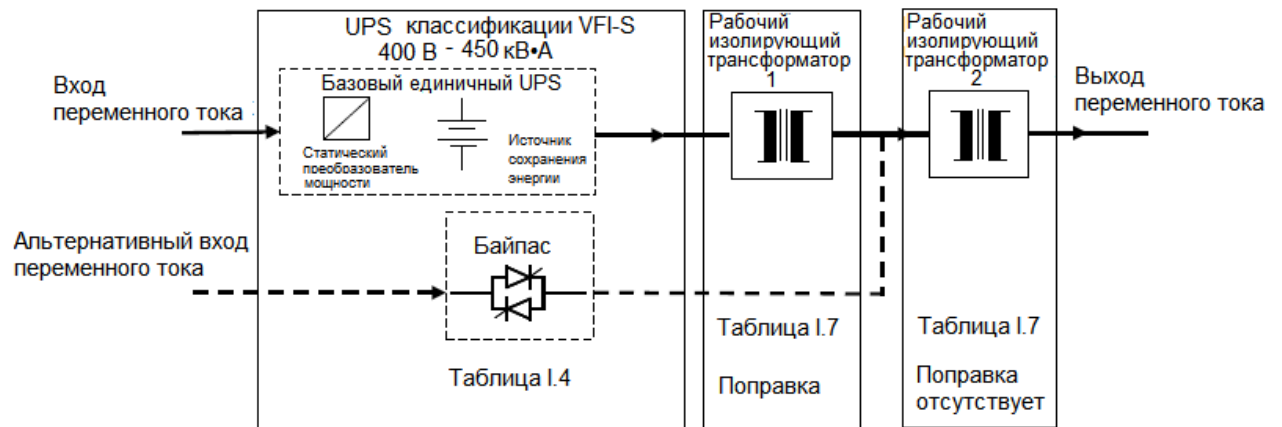 UPS классификации VFI-S
400 В - 450 кВ•А
Базовый единичный UPS
Вход
переменного тока
Статический
преобразователь
мощности
Источник
сохранения
энергии
Рабочий
изолирующий
трансформатор
1
Рабочий
изолирующий
трансформатор
2
Выход
переменного тока
Альтернативный вход
переменного тока
Байпас
Таблица I.4
Таблица I.7
Поправка
Таблица I.7
Поправка
отсутствует